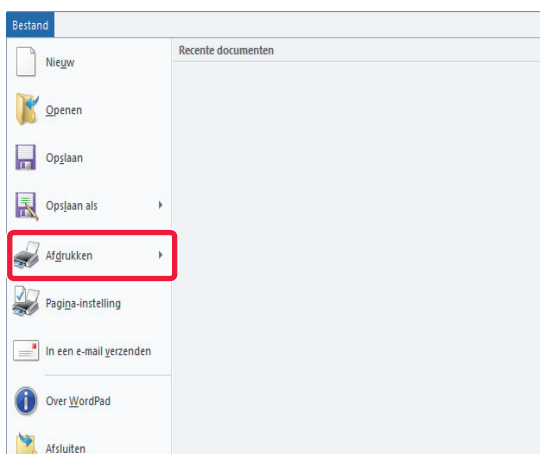 Bestand
Recente documenten
Nieuw
Openen
Opslaan
Opslaan als
Afdrukken
Pagina-instelling
In een e-mail verzenden
Over WordPad
Afsluiten